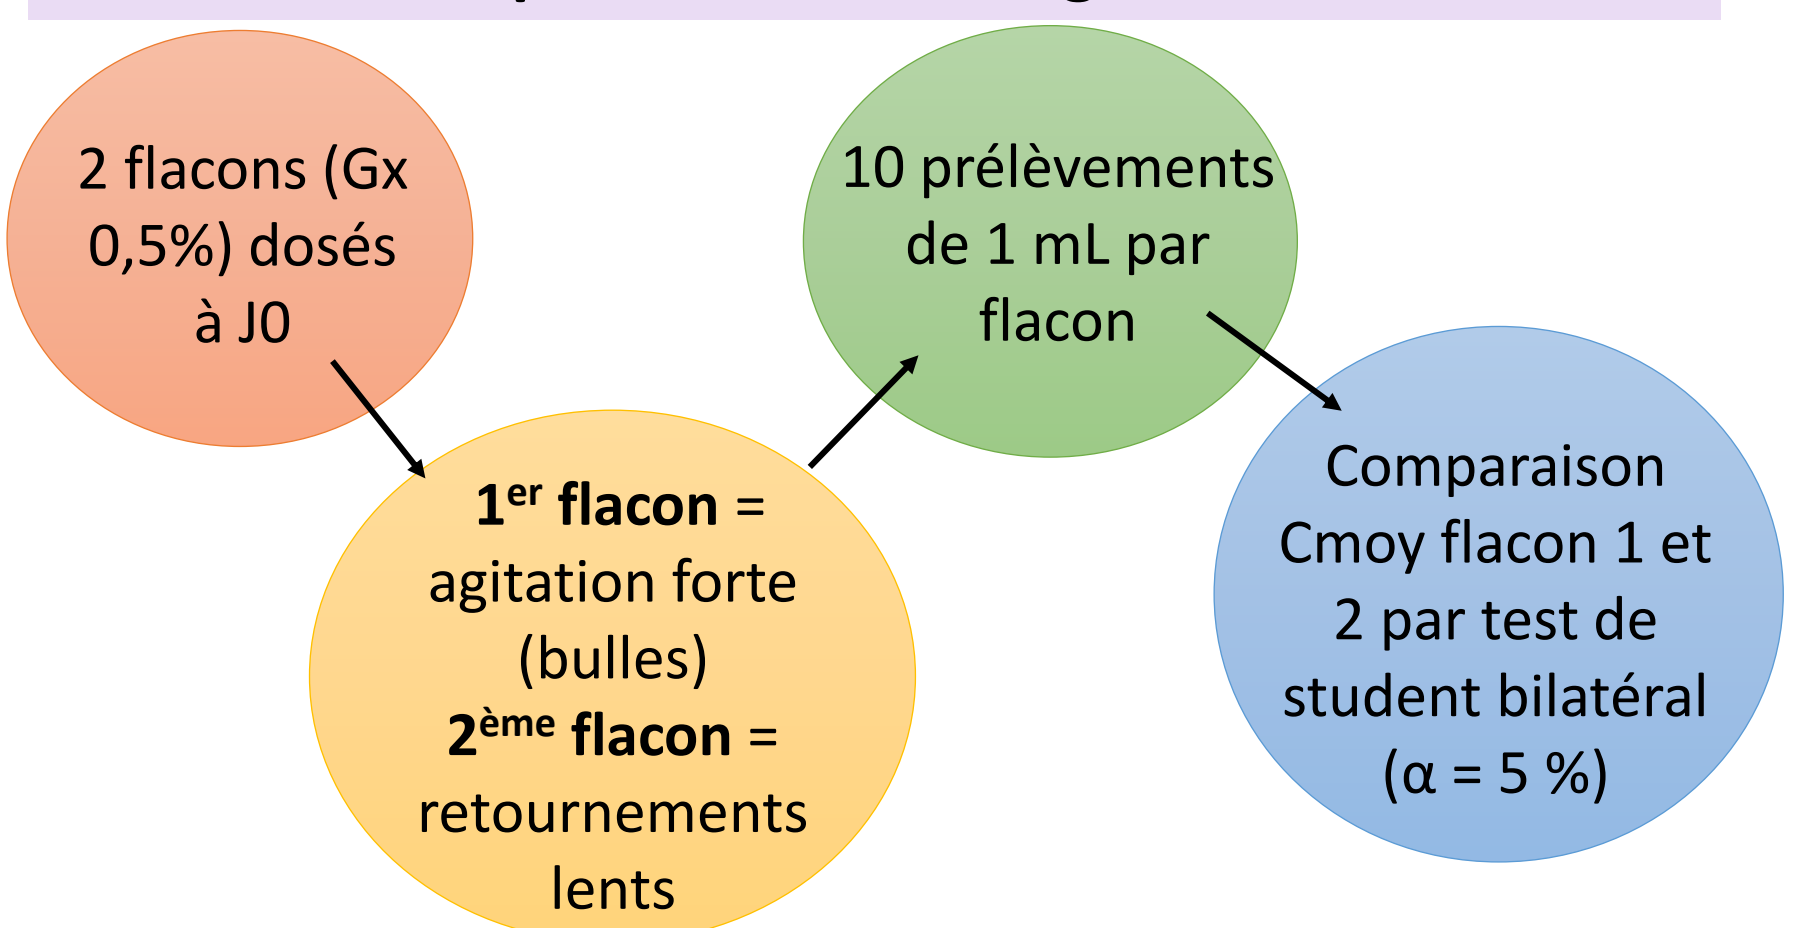 2 flacons (Gx
0,5%) dosés
à J0
1er flacon =
agitation forte
(bulles)
2ème flacon =
retournements
lents
10 prélèvements
de 1 mL par
flacon
Comparaison
Cmoy flacon 1 et
2 par test de
student bilatéral
(α = 5 %)